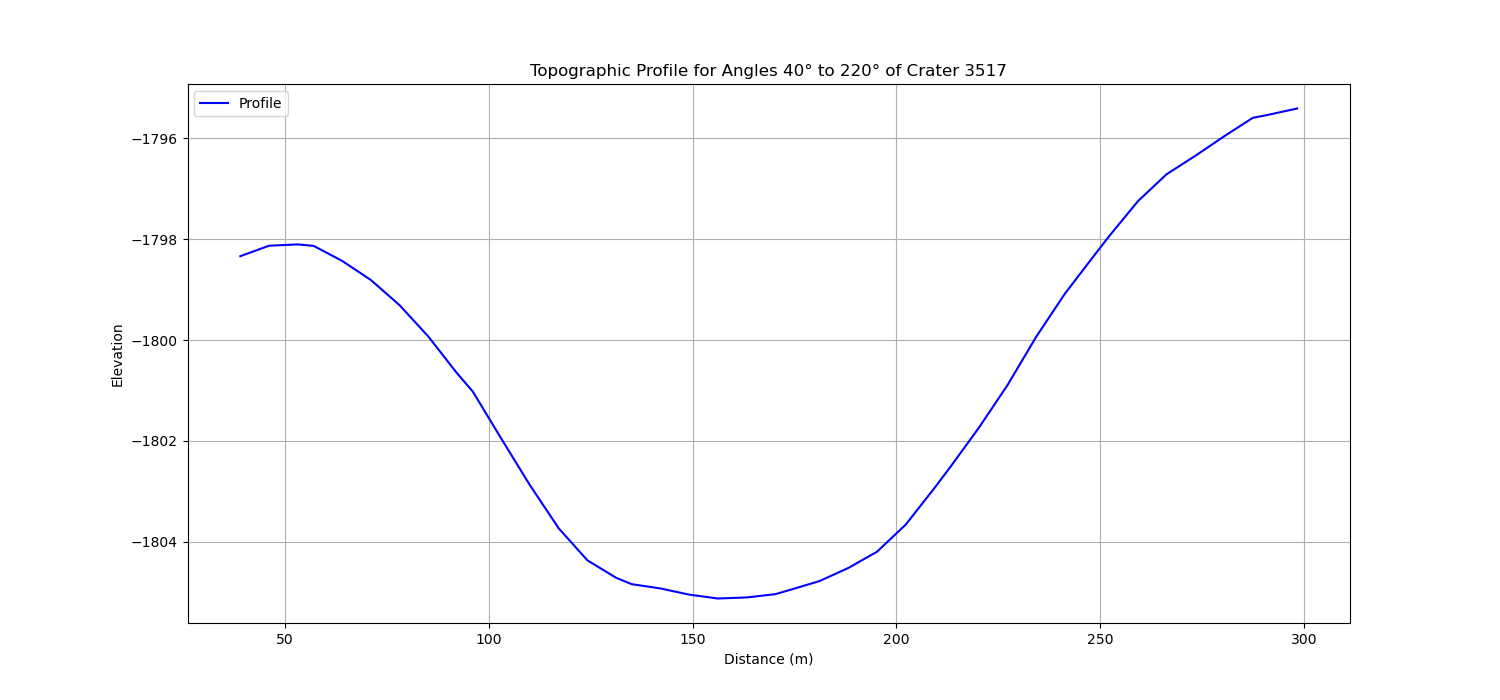 Topographic Profile for Angles 40° to 220° of Crater 3517
Profile
−1796
−1798
−1800
−1802
−1804
Elevation
50 100 150 200 250 300
Distance (m)